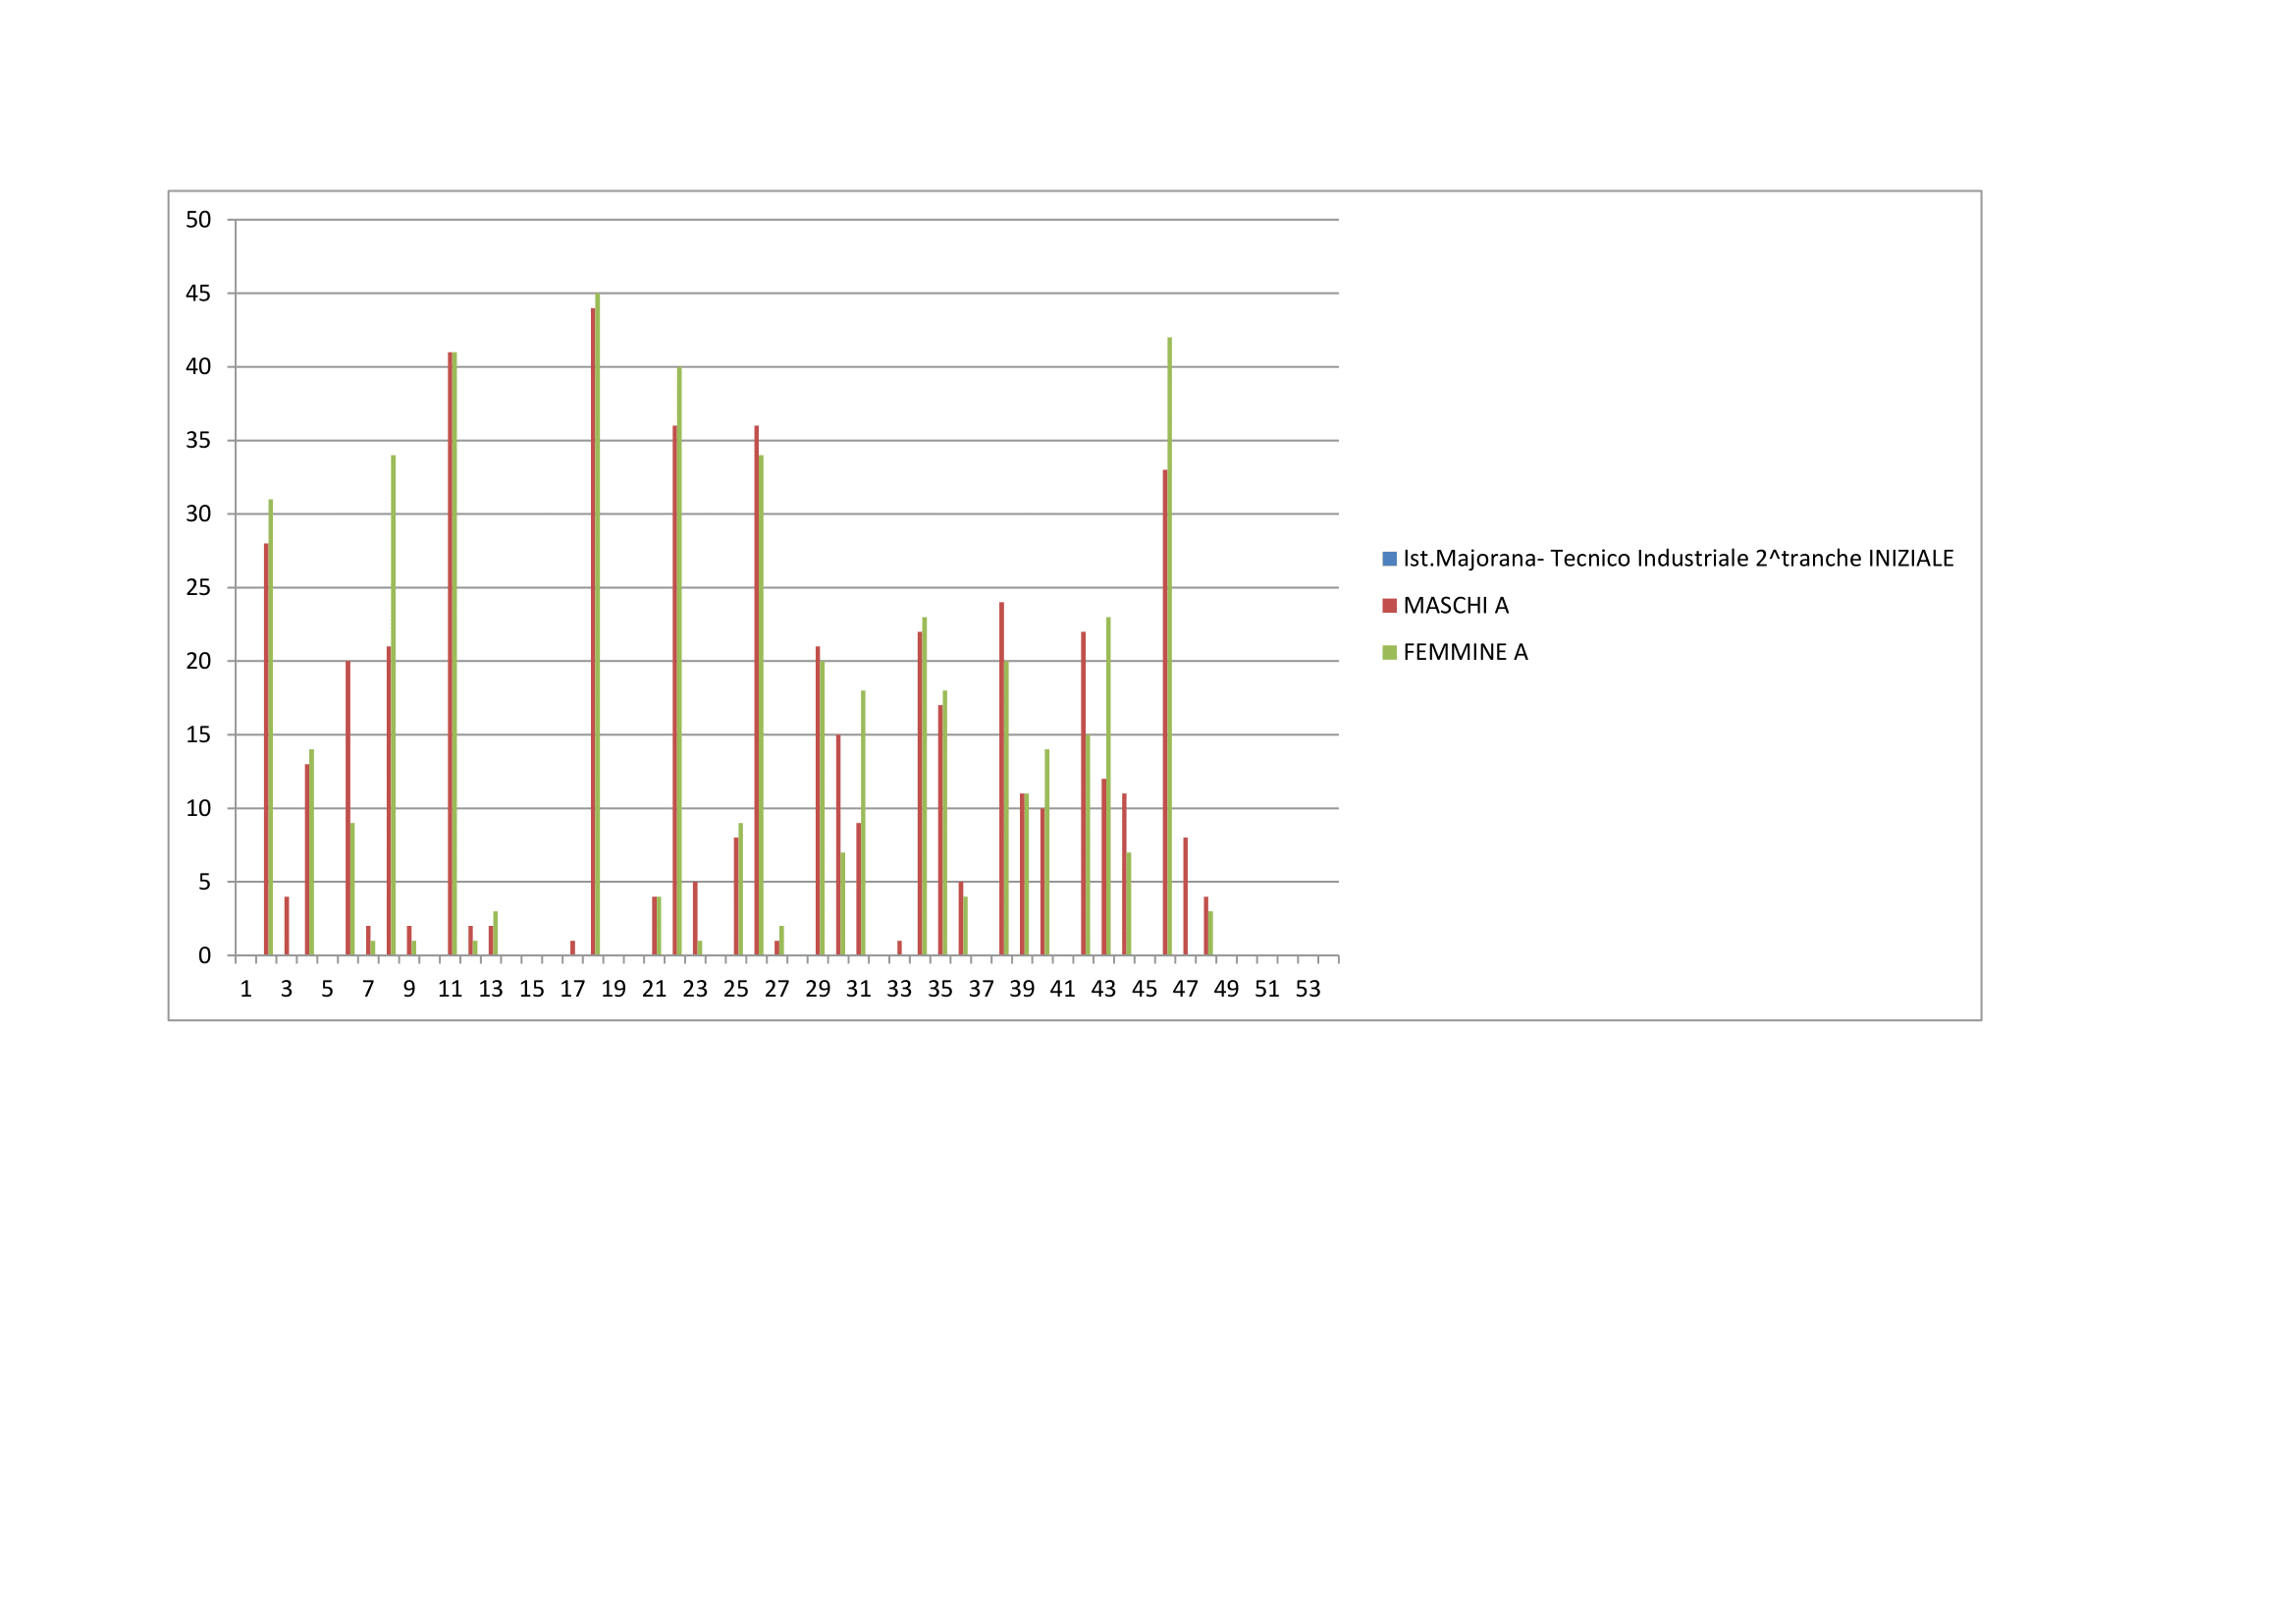 50
45
40
35
30
25
20
15
10
5
0
1 3 5 7 9 11 13 15 17 19 21 23 25 27 29 31 33 35 37 39 41 43 45 47 49 51 53
Ist.Majorana- Tecnico Industriale 2^tranche INIZIALE
MASCHI A
FEMMINE A